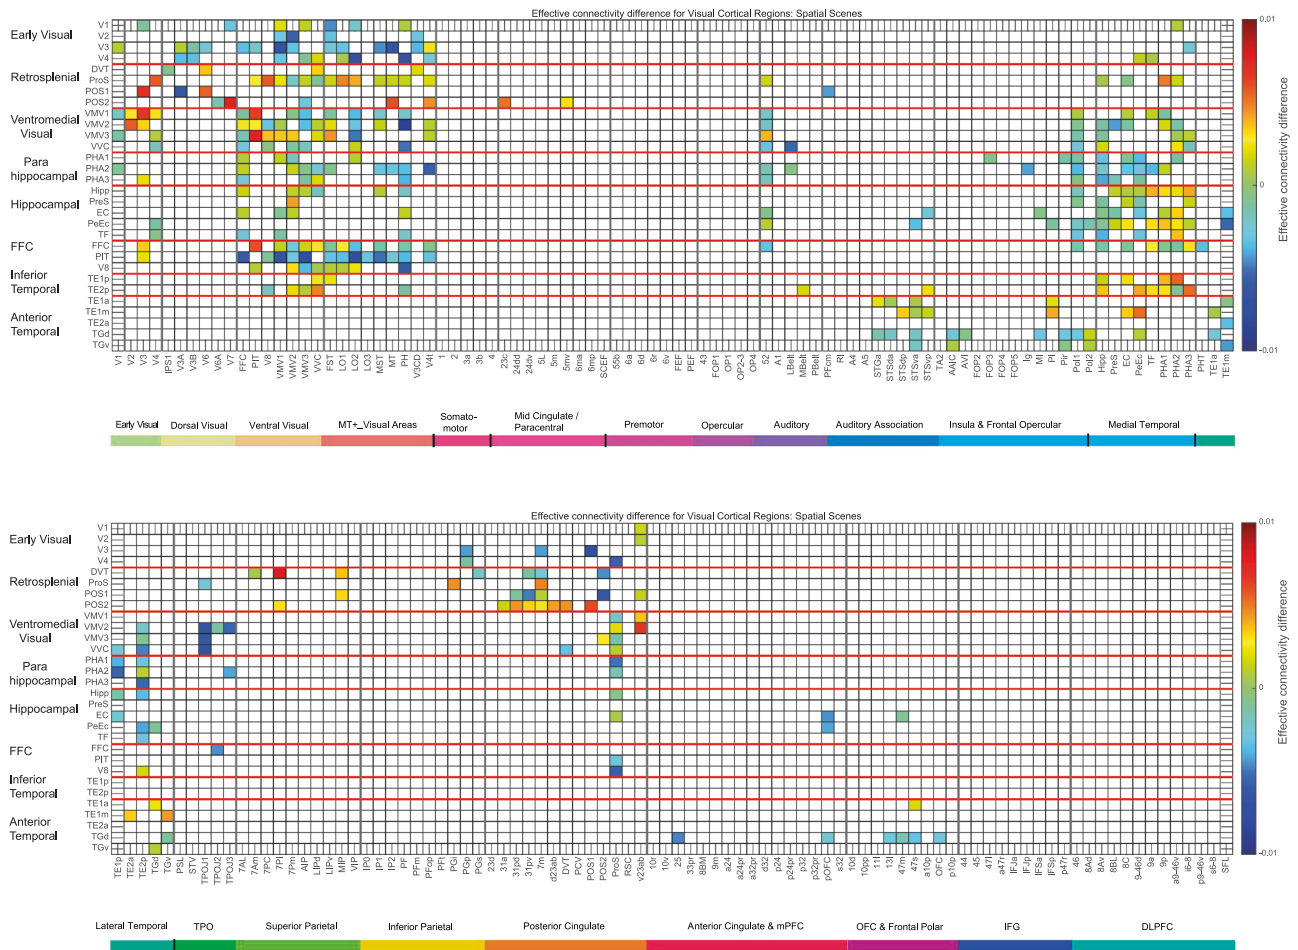 Effective connectivity difference for Visual Cortical Regions: Spatial Scenes
Early Visual
Retrosplenial
Ventromedial
Visual
Para
hippocampal
Hippocampal
FFC
Inferior
Temporal
Anterior
Temporal
V1
V2
V3
V4
DVT
ProS
POS1
POS2
VMV1
VMV2
VMV3
VVC
PHA1
PHA2
PHA3
Hipp
PreS
EC
PeEc
TF
FFC
PIT
V8
TE1p
TE2p
TE1a
TE1m
TE2a
TGd
TGv
V1 V2 V3 V4 IPS1 V3A V3B V6 V6A V7 FFC PIT V8 VMV1 VMV2 VMV3 VVC FST LO1 LO2 LO3 MST MT PH V3CD V4t 1 2 3a 3b 4 23c 24dd 24dv 5L 5m 5mv 6ma 6mp SCEF 55b 6a 6d 6r 6v FEF PEF 43 FOP1 OP1 OP2-3 OP4 52 A1 LBelt MBelt PBelt PFcm RI A4 A5 STGa STSda STSdp STSva STSvp TA2 AAIC AVI FOP2 FOP3 FOP4 FOP5 Ig MI PI Pir PoI1 PoI2 Hipp PreS EC PeEc TF PHA1 PHA2 PHA3 PHT TE1a TE1m
0.01
0
-0.01
Effective connectivity difference
Early Visual Dorsal Visual Ventral Visual MT+_Visual Areas Somato-motor Mid Cingulate / Paracentral Premotor Opercular Auditory Auditory Association Insula & Frontal Opercular Medial Temporal
Effective connectivity difference for Visual Cortical Regions: Spatial Scenes
Early Visual
Retrosplenial
Ventromedial
Visual
Para
hippocampal
Hippocampal
FFC
Inferior
Temporal
Anterior
Temporal
V1
V2
V3
V4
DVT
ProS
POS1
POS2
VMV1
VMV2
VMV3
VVC
PHA1
PHA2
PHA3
Hipp
PreS
EC
PeEc
TF
FFC
PIT
V8
TE1p
TE2p
TE1a
TE1m
TE2a
TGd
TGv
TE1p TE2a TE2p TGd TGv PSL STV TPOJ1 TPOJ2 TPOJ3 7AL 7Am 7PC 7Pl 7Pm AIP LIPd LIPv MIP VIP IP0 IP1 IP2 PF PFm PFop PFt PGi PGp PGs 23d 31a 31pd 31pv 7m d23ab DVT PCV POS1 POS2 ProS RSC v23ab 10r 10v 25 33pr 8BM 9m a24 a24pr a32pr d32 p24 p24pr p32 p32pr s32 pOFC 10d 10pp 11l 13l 47m 47s a10p OFC p10p 44 45 47l a47r IFJa IFJp IFSa IFSp p47r 46 8Ad 8Av 8BL 8C 9-46d 9a 9p a9-46v i6-8 p9-46v s6-8 SFL
0.01
0
-0.01
Effective connectivity difference
Lateral Temporal TPO Superior Parietal Inferior Parietal Posterior Cingulate Anterior Cingulate & mPFC OFC & Frontal Polar IFG DLPFC